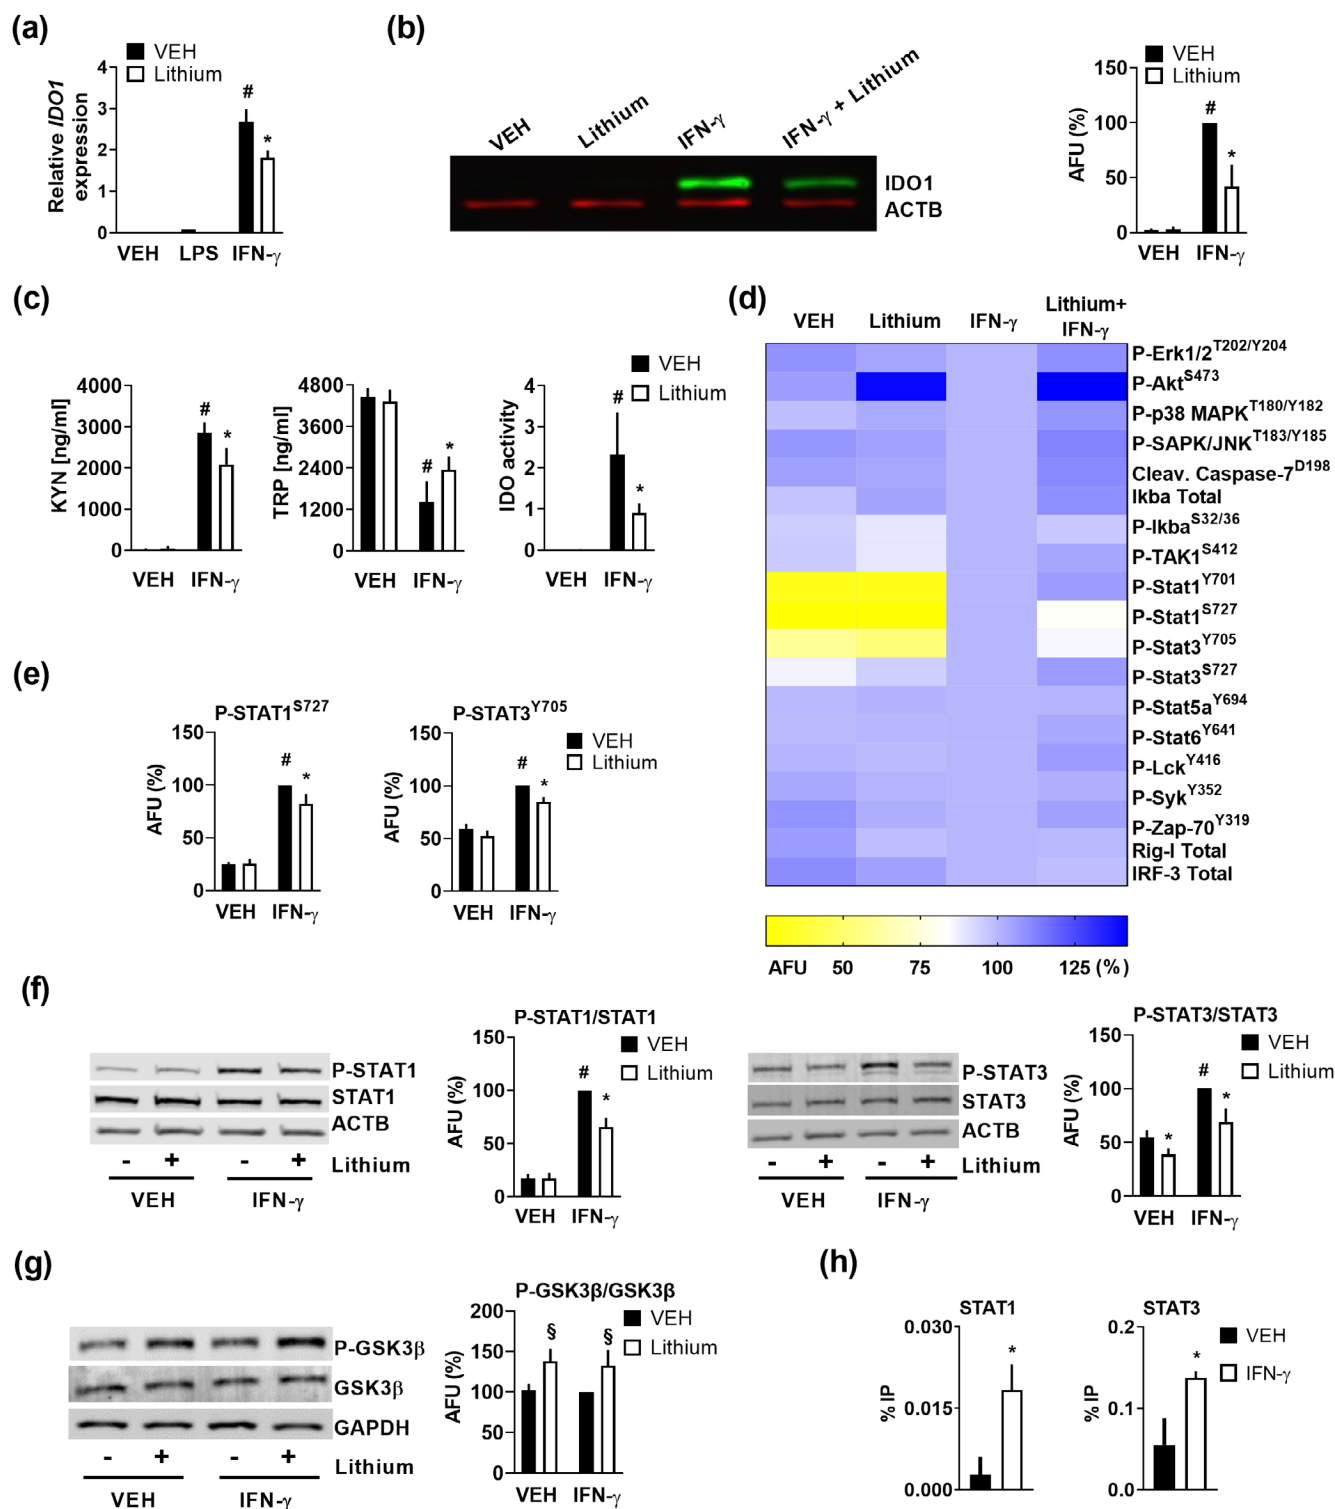 (a)
VEH
Lithium
Relative IDO1
expression
4
3
2
1
0
#
*
VEH LPS IFN-γ
(b)
VEH
Lithium
IFN-γ
IFN-γ + Lithium
IDO1
ACTB
VEH
Lithium
AFU (%)
150
100
50
0
#
*
VEH IFN-γ
(c)
KYN [ng/ml]
4000
3000
2000
1000
0
#
*
VEH IFN-γ
TRP [ng/ml]
4800
3600
2400
1200
0
#
*
VEH IFN-γ
IDO activity
4
3
2
1
0
#
*
VEH IFN-γ
VEH
Lithium
(d)
VEH Lithium IFN-γ Lithium+
IFN-γ
P-Erk1/2T202/Y204
P-AktS473
P-p38 MAPKT180/Y182
P-SAPK/JNKT183/Y185
Cleav. Caspase-7D198
Ikba Total
P-IkbaS32/36
P-TAK1S412
P-Stat1Y701
P-Stat1S727
P-Stat3Y705
P-Stat3S727
P-Stat5aY694
P-Stat6Y641
P-LckY416
P-SykY352
P-Zap-70Y319
Rig-I Total
IRF-3 Total
AFU 50 75 100 125 (%)
(e)
P-STAT1S727
AFU (%)
150
100
50
0
#
*
VEH IFN-γ
P-STAT3Y705
AFU (%)
150
100
50
0
#
*
VEH IFN-γ
VEH
Lithium
(f)
P-STAT1
STAT1
ACTB
- + - + Lithium
VEH IFN-γ
P-STAT1/STAT1
VEH
Lithium
AFU (%)
150
100
50
0
#
*
VEH IFN-γ
P-STAT3
STAT3
ACTB
- + - + Lithium
VEH IFN-γ
P-STAT3/STAT3
VEH
Lithium
AFU (%)
150
100
50
0
*
#
*
VEH IFN-γ
(g)
P-GSK3β
GSK3β
GAPDH
- + - + Lithium
VEH IFN-γ
P-GSK3β/GSK3β
VEH
Lithium
AFU (%)
200
150
100
50
0
§ §
VEH IFN-γ
(h)
STAT1
% IP
0.030
0.015
0.000
*
STAT3
% IP
0.2
0.1
0.0
*
VEH
IFN-γ